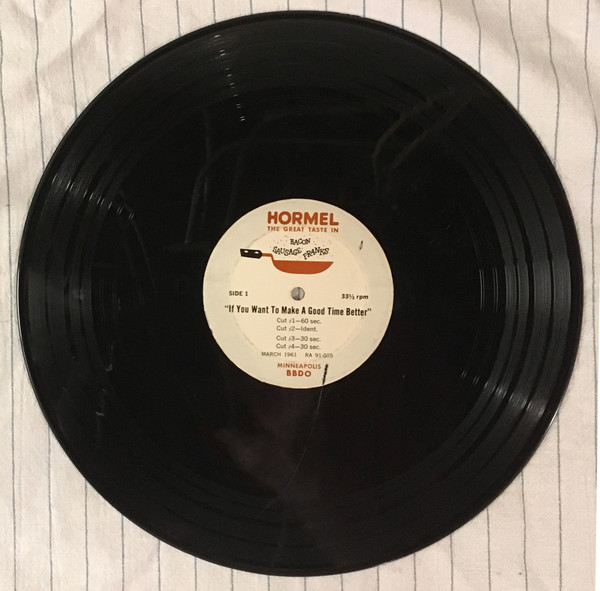 HORMEL
THE GREAT TASTE IN
BACON
SAUSAGE FRANKS
SIDE 1
33⅓ rpm
"If You Want To Make A Good Time Better"
Cut #1—60 sec.
Cut #2—Ident.
Cut #3—30 sec.
Cut #4—30 sec.
MARCH 1961 RA 91-005
MINNEAPOLIS
BBDO